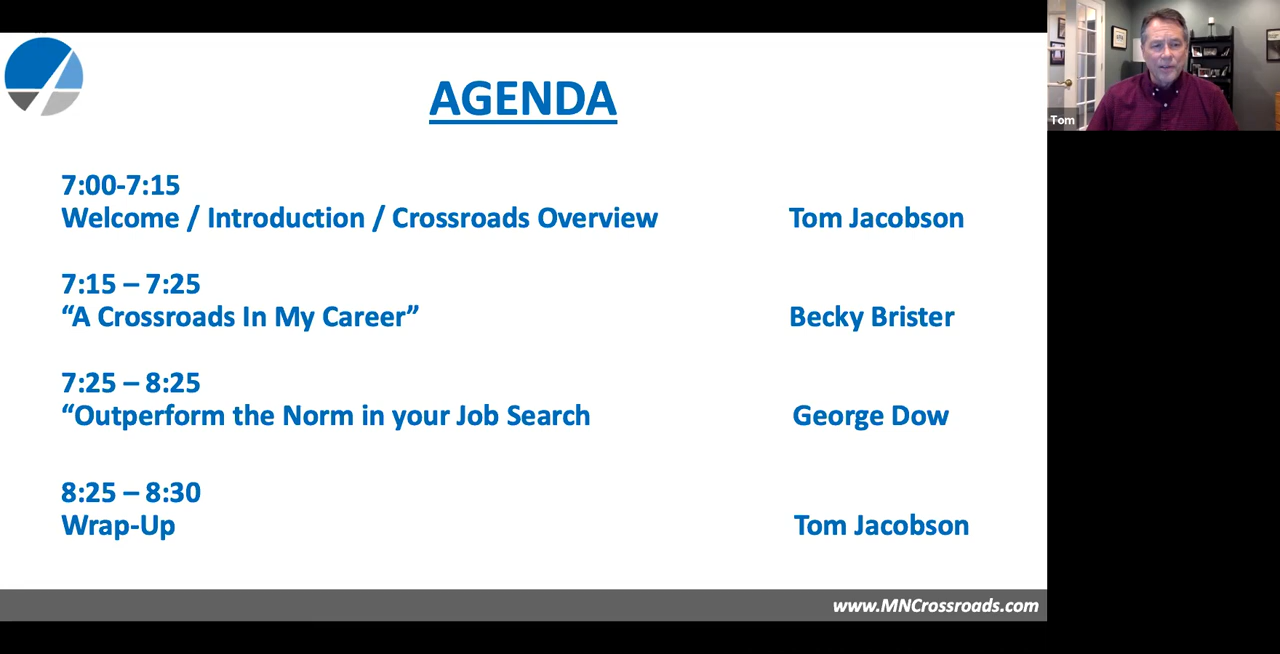 AGENDA
7:00-7:15
Welcome / Introduction / Crossroads Overview Tom Jacobson
7:15 – 7:25
“A Crossroads In My Career” Becky Brister
7:25 – 8:25
“Outperform the Norm in your Job Search George Dow
8:25 – 8:30
Wrap-Up Tom Jacobson
www.MNCrossroads.com
Tom